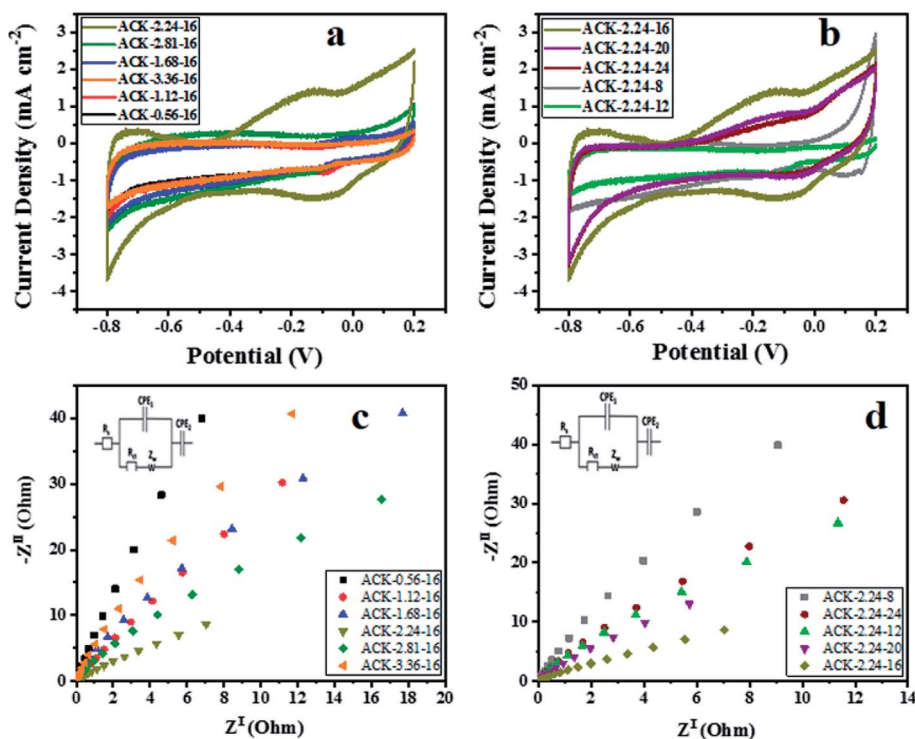 a
ACK-2.24-16
ACK-2.81-16
ACK-1.68-16
ACK-3.36-16
ACK-1.12-16
ACK-0.56-16
Current Density (mA cm⁻²)
3
2
1
0
-1
-2
-3
-4
-0.8 -0.6 -0.4 -0.2 0.0 0.2
Potential (V)
b
ACK-2.24-16
ACK-2.24-20
ACK-2.24-24
ACK-2.24-8
ACK-2.24-12
Current Density (mA cm⁻²)
3
2
1
0
-1
-2
-3
-4
-0.8 -0.6 -0.4 -0.2 0.0 0.2
Potential (V)
c
CPE₁
CPE₂
Rₛ
Z_w
-Z^II (Ohm)
40
30
20
10
0
ACK-0.56-16
ACK-1.12-16
ACK-1.68-16
ACK-2.24-16
ACK-2.81-16
ACK-3.36-16
0 2 4 6 8 10 12 14 16 18 20
Z^I (Ohm)
d
CPE₁
CPE₂
Rₛ
Z_w
-Z^II (Ohm)
50
40
30
20
10
0
ACK-2.24-8
ACK-2.24-24
ACK-2.24-12
ACK-2.24-20
ACK-2.24-16
0 2 4 6 8 10 12 14
Z^I (Ohm)